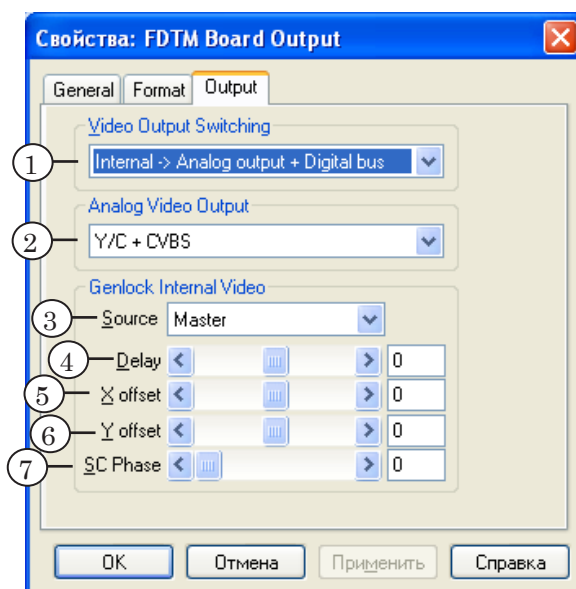 Свойства: FDTM Board Output
General Format Output
Video Output Switching
1 Internal -> Analog output + Digital bus
Analog Video Output
2 Y/C + CVBS
Genlock Internal Video
3 Source Master
4 Delay 0
5 X offset 0
6 Y offset 0
7 SC Phase 0
OK Отмена Применить Справка